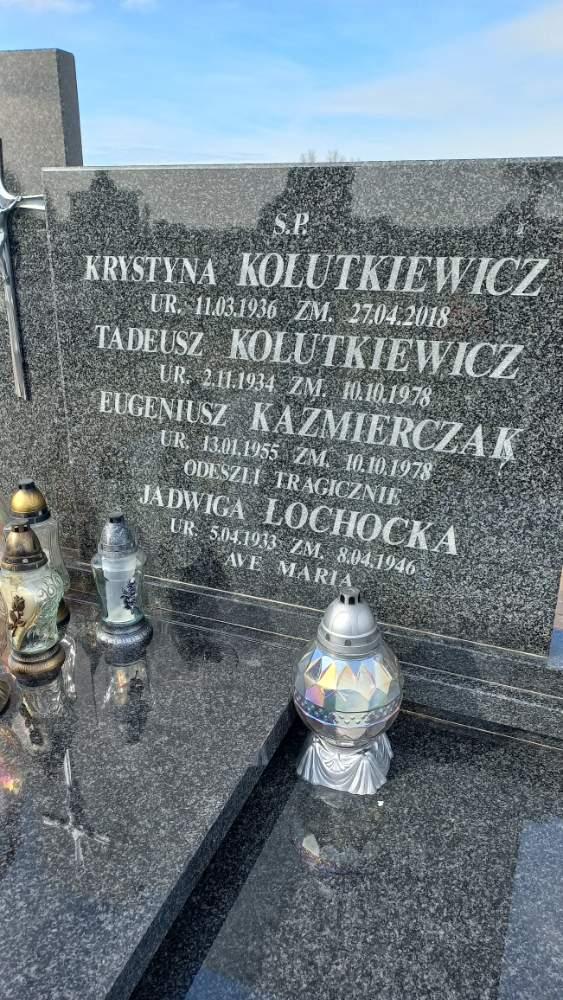 S.P.
KRYSTYNA KOLUTKIEWICZ
UR. 11.03.1936 ZM. 27.04.2018
TADEUSZ KOLUTKIEWICZ
UR. 2.11.1934 ZM. 10.10.1978
EUGENIUSZ KAZMIERCZAK
UR. 13.01.1955 ZM. 10.10.1978
ODESZLI TRAGICZNIE
JADWIGA LOCHOCKA
UR. 5.04.1933 ZM. 8.04.1946
AVE MARIA